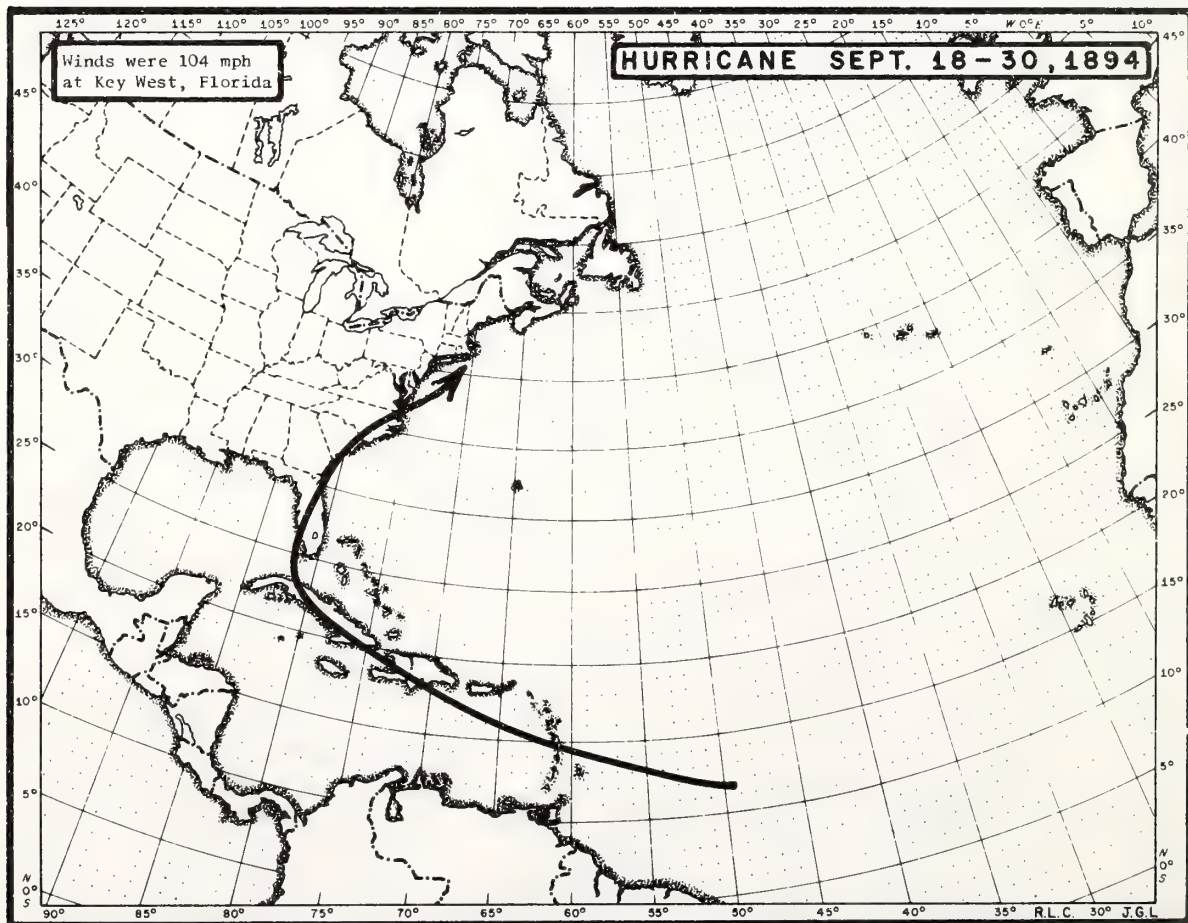 125° 120° 115° 110° 105° 100° 95° 90° 85° 80° 75° 70° 65° 60° 55° 50° 45° 40° 35° 30° 25° 20° 15° 10° 5° W 0° E 5° 10°
Winds were 104 mph
at Key West, Florida
HURRICANE SEPT. 18-30, 1894
45° 45°
40° 40°
35° 35°
30° 30°
25° 25°
20° 20°
15° 15°
10° 10°
5° 5°
N N
0° 0°
S S
90° 85° 80° 75° 70° 65° 60° 55° 50° 45° 40° 35° R.L.C. 30° J.G.L